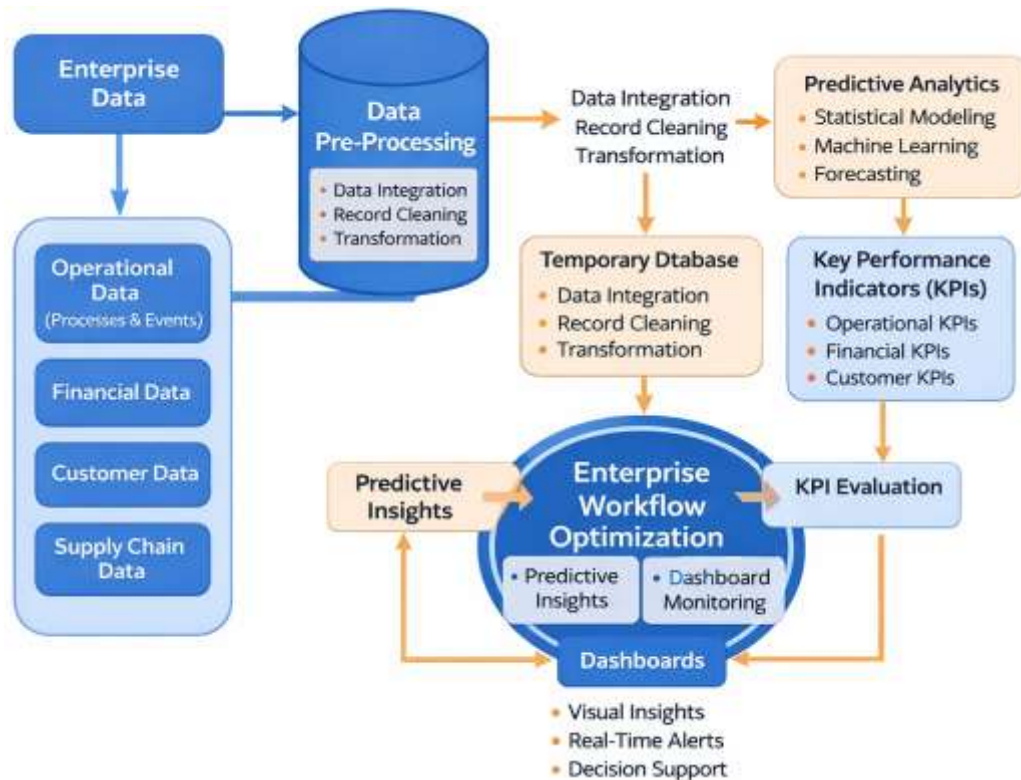 Enterprise
Data
Data
Pre-Processing
• Data Integration
• Record Cleaning
• Transformation
Data Integration
Record Cleaning
Transformation
Predictive Analytics
• Statistical Modeling
• Machine Learning
• Forecasting
Operational
Data
(Processes & Events)
Financial Data
Customer Data
Supply Chain
Data
Temporary Dtabase
• Data Integration
• Record Cleaning
• Transformation
Key Performance
Indicators (KPIs)
• Operational KPIs
• Financial KPIs
• Customer KPIs
Predictive
Insights
Enterprise
Workflow
Optimization
• Predictive
Insights
• Dashboard
Monitoring
KPI Evaluation
Dashboards
• Visual Insights
• Real-Time Alerts
• Decision Support